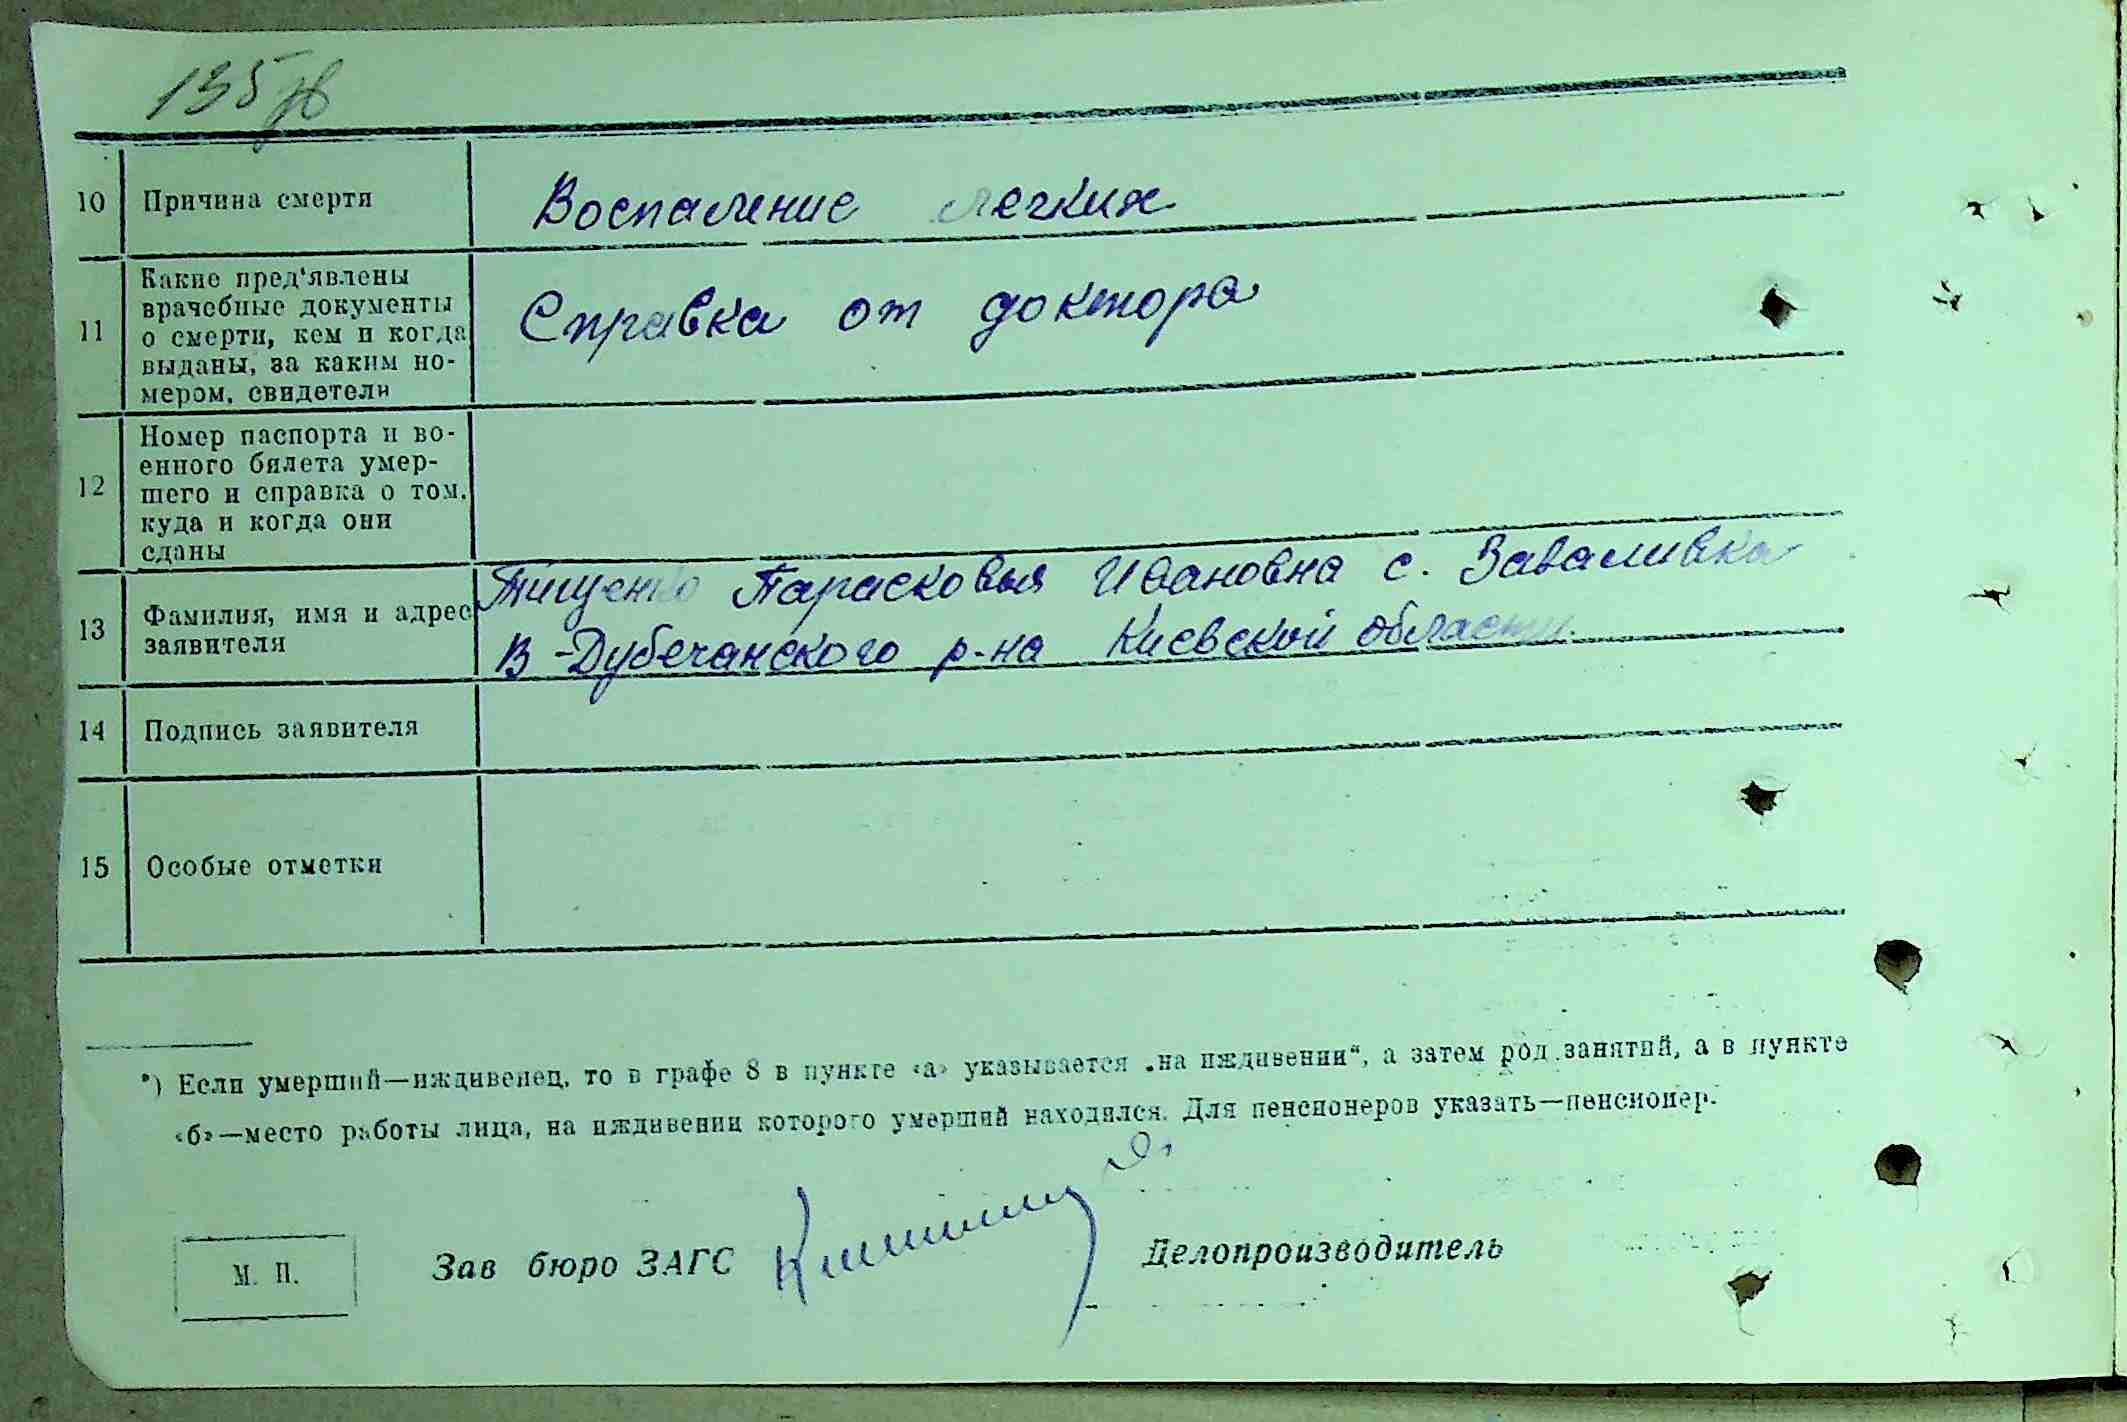 135
10 Причина смерти Воспаление легких
11 Какие пред'явлены
врачебные документы
о смерти, кем и когда
выданы, за каким но-
мером, свидетели
Справка от доктора
12 Номер паспорта и во-
енного билета умер-
шего и справка о том,
куда и когда они
сданы
13 Фамилия, имя и адрес
заявителя
Тищенко Парасковья Ивановна с. Заваливка
В-Дубечанского р-на Киевской области.
14 Подпись заявителя
15 Особые отметки
*) Если умерший—иждивенец, то в графе 8 в пункте «а» указывается „на иждивении“, а затем род занятий, а в пункте
«б»—место работы лица, на иждивении которого умерший находился. Для пенсионеров указать—пенсионер.
М. П.
Зав бюро ЗАГС
Делопроизводитель